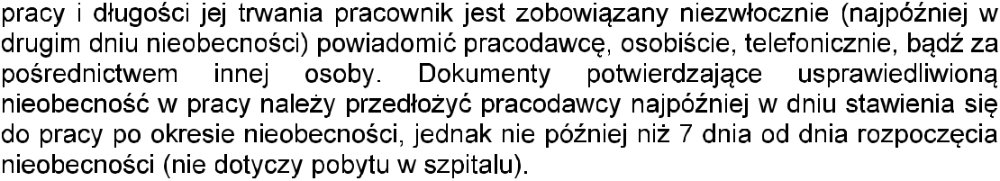 pracy i długości jej trwania pracownik jest zobowiązany niezwłocznie (najpóźniej w
drugim dniu nieobecności) powiadomić pracodawcę, osobiście, telefonicznie, bądź za
pośrednictwem innej osoby. Dokumenty potwierdzające usprawiedliwioną
nieobecność w pracy należy przedłożyć pracodawcy najpóźniej w dniu stawienia się
do pracy po okresie nieobecności, jednak nie później niż 7 dnia od dnia rozpoczęcia
nieobecności (nie dotyczy pobytu w szpitalu).